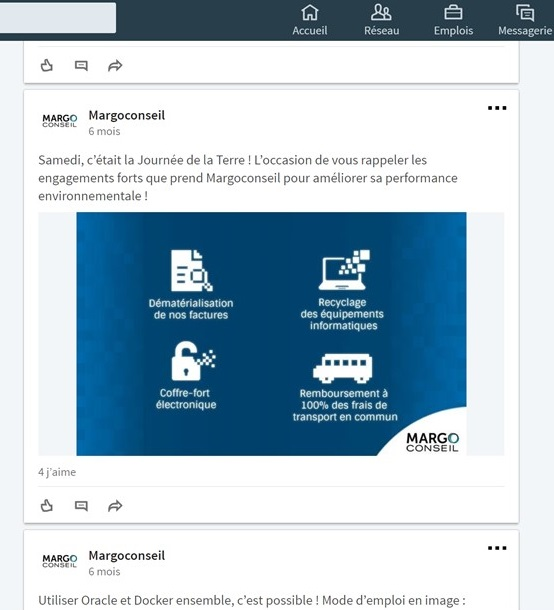 Accueil
Réseau
Emplois
Messagerie
MARGO
CONSEIL
Margoconseil
6 mois
Samedi, c'était la Journée de la Terre ! L'occasion de vous rappeler les
engagements forts que prend Margoconseil pour améliorer sa performance
environnementale !
Dématérialisation
de nos factures
Recyclage
des équipements
informatiques
Coffre-fort
électronique
Remboursement à
100% des frais de
transport en commun
MARGO
CONSEIL
4 j'aime
MARGO
CONSEIL
Margoconseil
6 mois
Utiliser Oracle et Docker ensemble, c'est possible ! Mode d'emploi en image :